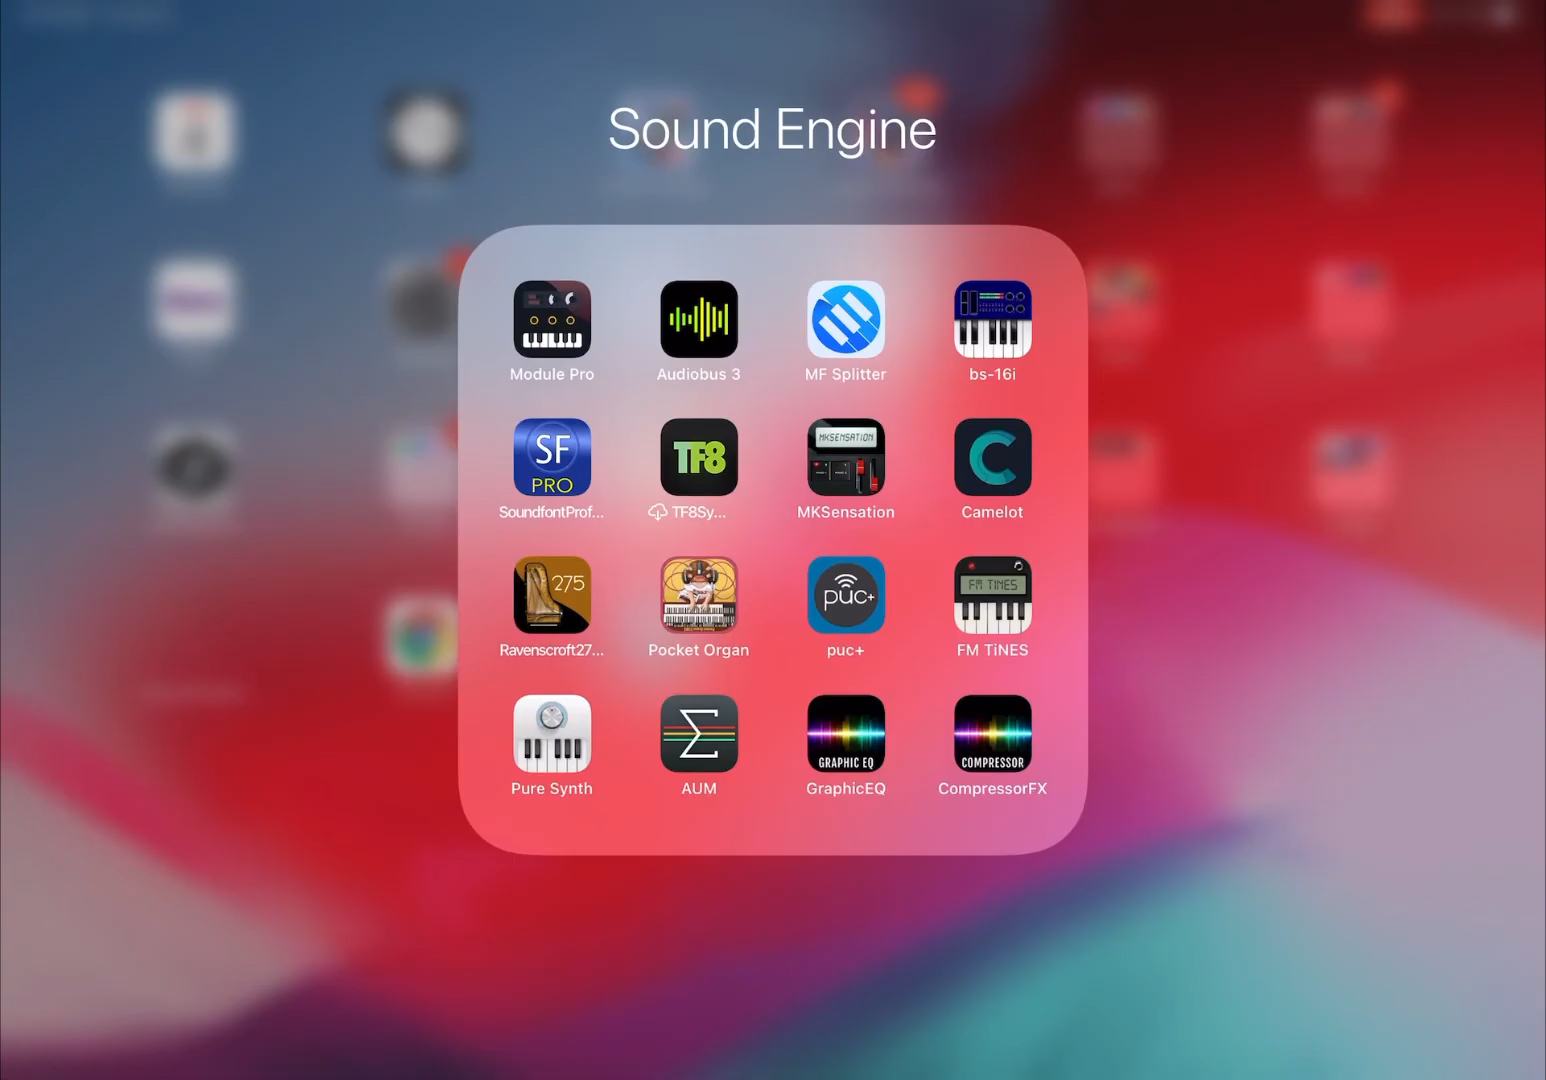 Sound Engine
Module Pro
Audiobus 3
MF Splitter
bs-16i
SF
PRO
SoundfontProf...
TF8
TF8Sy...
MKSENSATION
MKSensation
Camelot
275
Ravenscroft27...
Pocket Organ
puc+
puc+
FM TINES
FM TiNES
Pure Synth
AUM
GRAPHIC EQ
GraphicEQ
COMPRESSOR
CompressorFX